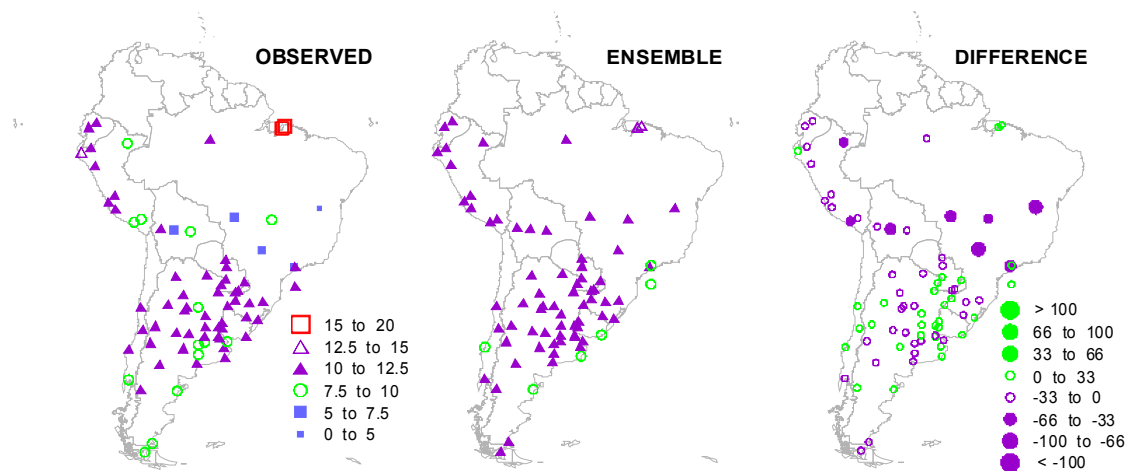 OBSERVED
ENSEMBLE
DIFFERENCE
15 to 20
12.5 to 15
10 to 12.5
7.5 to 10
5 to 7.5
0 to 5
> 100
66 to 100
33 to 66
0 to 33
-33 to 0
-66 to -33
-100 to -66
< -100